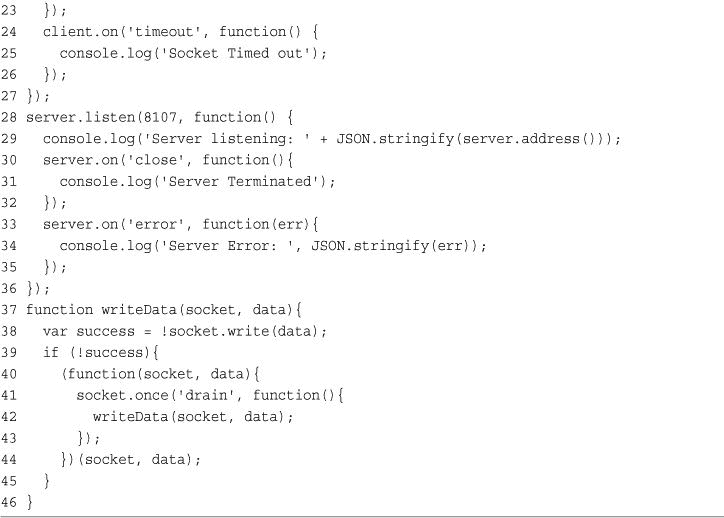 23   });
24   client.on('timeout', function() {
25     console.log('Socket Timed out');
26   });
27 });
28 server.listen(8107, function() {
29   console.log('Server listening: ' + JSON.stringify(server.address()));
30   server.on('close', function(){
31     console.log('Server Terminated');
32   });
33   server.on('error', function(err){
34     console.log('Server Error: ', JSON.stringify(err));
35   });
36 });
37 function writeData(socket, data){
38   var success = !socket.write(data);
39   if (!success){
40     (function(socket, data){
41       socket.once('drain', function(){
42         writeData(socket, data);
43       });
44     })(socket, data);
45   }
46 }